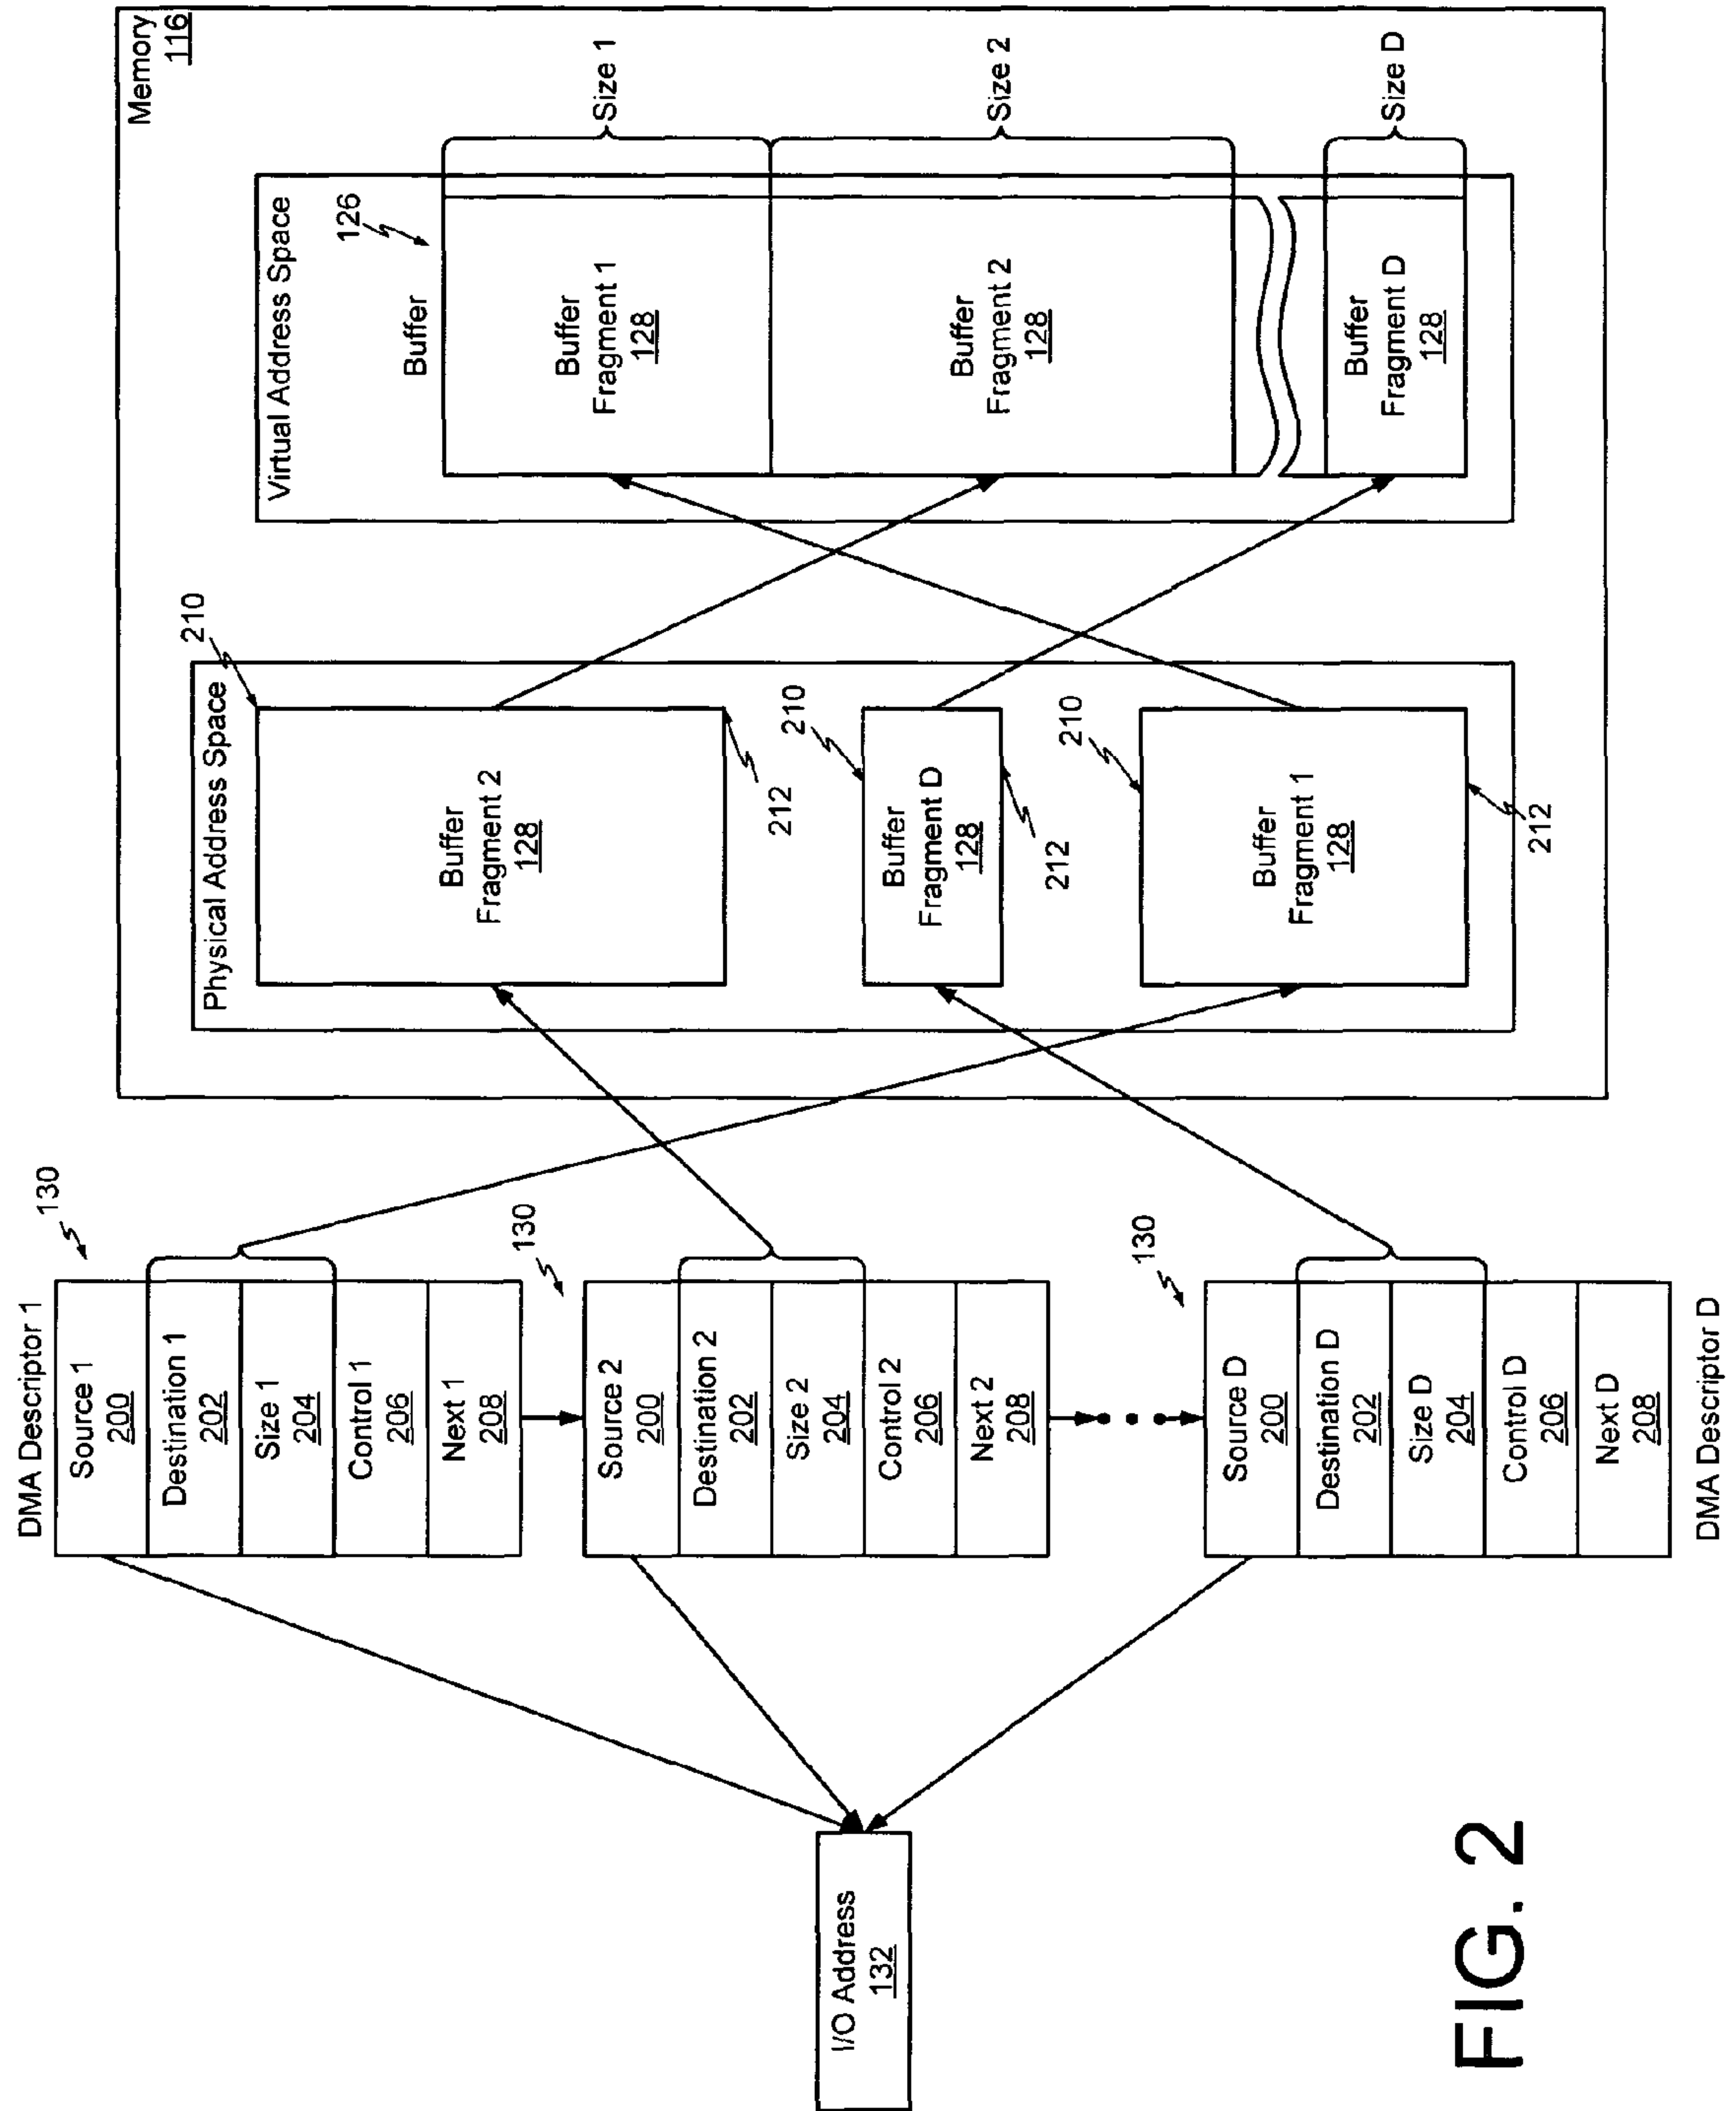 DMA Descriptor 1
130
Source 1
200
Destination 1
202
Size 1
204
Control 1
206
Next 1
208
130
Source 2
200
Destination 2
202
Size 2
204
Control 2
206
Next 2
208
130
Source D
200
Destination D
202
Size D
204
Control D
206
Next D
208
DMA Descriptor D
I/O Address
132
Memory
116
Physical Address Space
210
Buffer
Fragment 2
128
212
210
Buffer
Fragment D
128
212
210
Buffer
Fragment 1
128
212
Virtual Address Space
126
Buffer
Buffer
Fragment 1
128
Size 1
Buffer
Fragment 2
128
Size 2
Buffer
Fragment D
128
Size D
FIG. 2